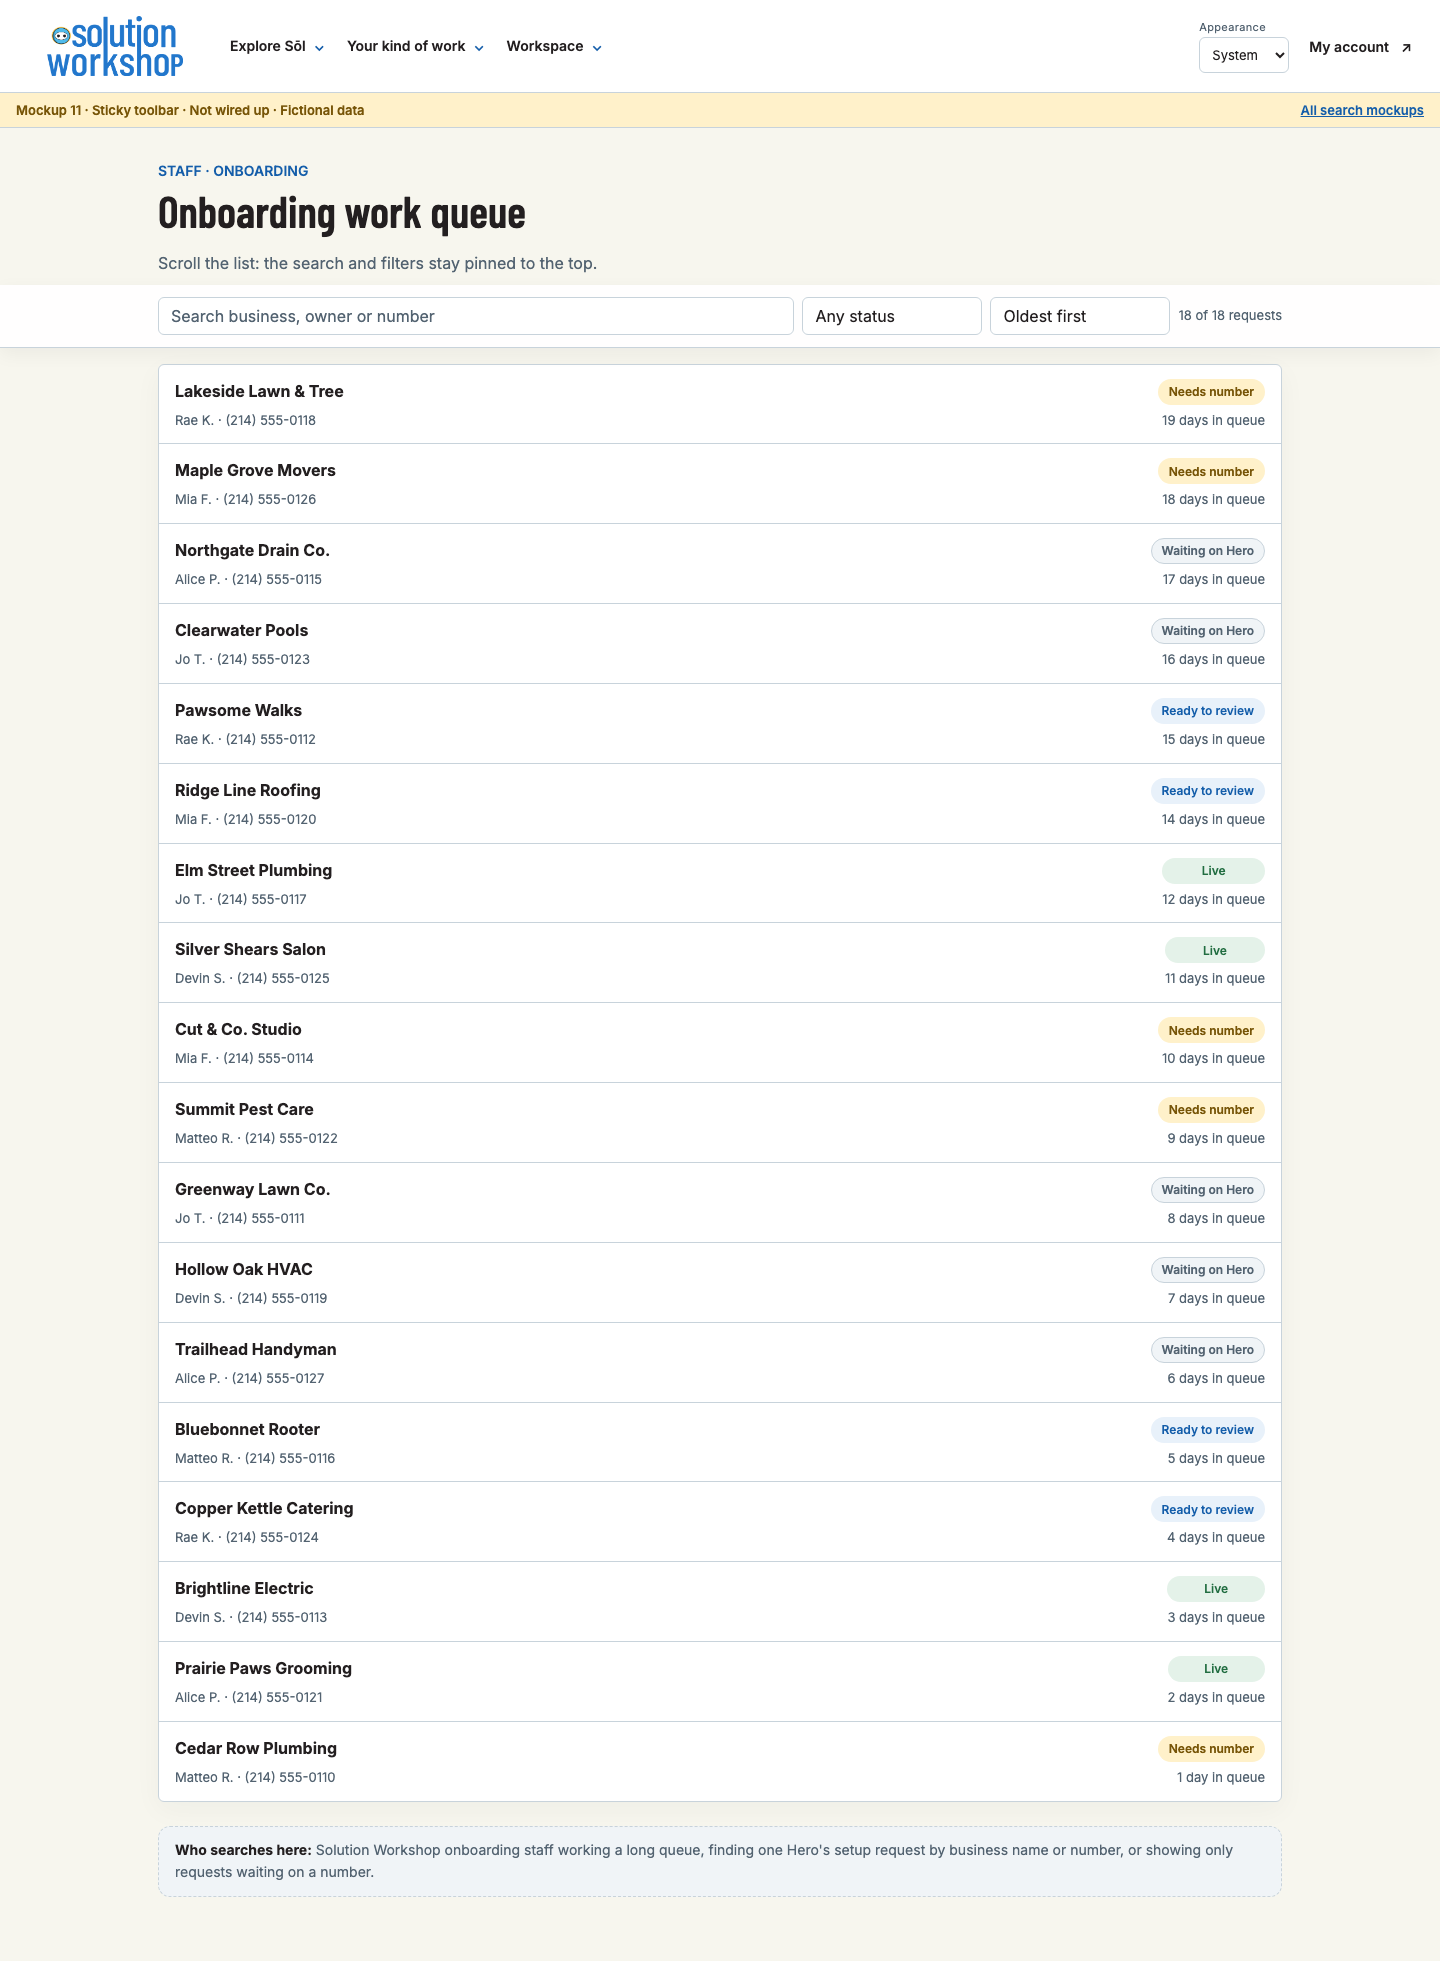 solution
workshop
Explore Sōl
Your kind of work
Workspace
Appearance
System
My account
Mockup 11 · Sticky toolbar · Not wired up · Fictional data
All search mockups
STAFF · ONBOARDING
Onboarding work queue
Scroll the list: the search and filters stay pinned to the top.
Search business, owner or number
Any status
Oldest first
18 of 18 requests
Lakeside Lawn & Tree
Needs number
Rae K. · (214) 555-0118
19 days in queue
Maple Grove Movers
Needs number
Mia F. · (214) 555-0126
18 days in queue
Northgate Drain Co.
Waiting on Hero
Alice P. · (214) 555-0115
17 days in queue
Clearwater Pools
Waiting on Hero
Jo T. · (214) 555-0123
16 days in queue
Pawsome Walks
Ready to review
Rae K. · (214) 555-0112
15 days in queue
Ridge Line Roofing
Ready to review
Mia F. · (214) 555-0120
14 days in queue
Elm Street Plumbing
Live
Jo T. · (214) 555-0117
12 days in queue
Silver Shears Salon
Live
Devin S. · (214) 555-0125
11 days in queue
Cut & Co. Studio
Needs number
Mia F. · (214) 555-0114
10 days in queue
Summit Pest Care
Needs number
Matteo R. · (214) 555-0122
9 days in queue
Greenway Lawn Co.
Waiting on Hero
Jo T. · (214) 555-0111
8 days in queue
Hollow Oak HVAC
Waiting on Hero
Devin S. · (214) 555-0119
7 days in queue
Trailhead Handyman
Waiting on Hero
Alice P. · (214) 555-0127
6 days in queue
Bluebonnet Rooter
Ready to review
Matteo R. · (214) 555-0116
5 days in queue
Copper Kettle Catering
Ready to review
Rae K. · (214) 555-0124
4 days in queue
Brightline Electric
Live
Devin S. · (214) 555-0113
3 days in queue
Prairie Paws Grooming
Live
Alice P. · (214) 555-0121
2 days in queue
Cedar Row Plumbing
Needs number
Matteo R. · (214) 555-0110
1 day in queue
Who searches here: Solution Workshop onboarding staff working a long queue, finding one Hero's setup request by business name or number, or showing only
requests waiting on a number.